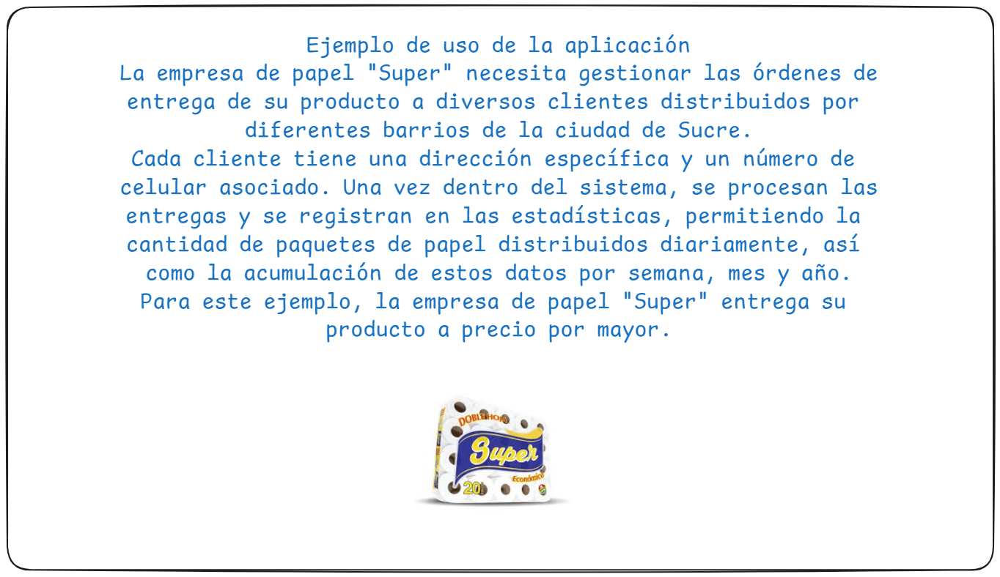 Ejemplo de uso de la aplicación
La empresa de papel "Super" necesita gestionar las órdenes de
entrega de su producto a diversos clientes distribuidos por
diferentes barrios de la ciudad de Sucre.
Cada cliente tiene una dirección específica y un número de
celular asociado. Una vez dentro del sistema, se procesan las
entregas y se registran en las estadísticas, permitiendo la
cantidad de paquetes de papel distribuidos diariamente, así
como la acumulación de estos datos por semana, mes y año.
Para este ejemplo, la empresa de papel "Super" entrega su
producto a precio por mayor.
DOBLE HOJA
Super
Económico
20